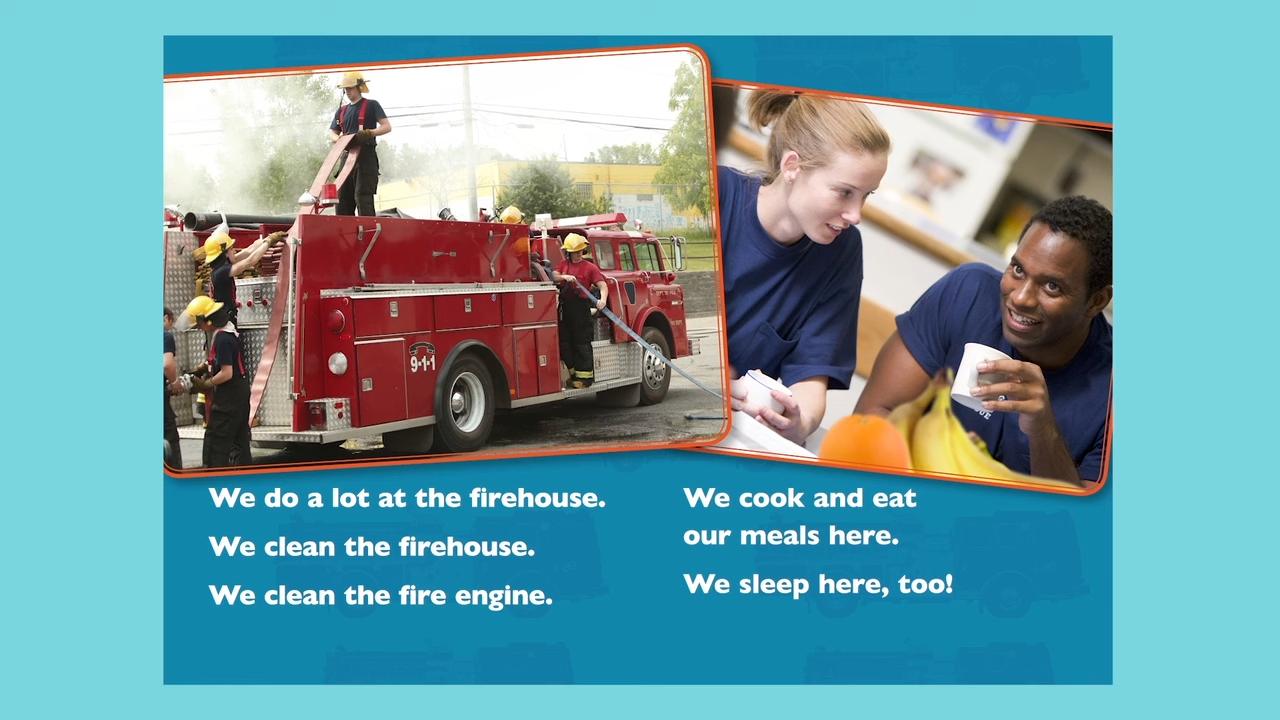 9-1-1
We do a lot at the firehouse.
We clean the firehouse.
We clean the fire engine.
We cook and eat
our meals here.
We sleep here, too!